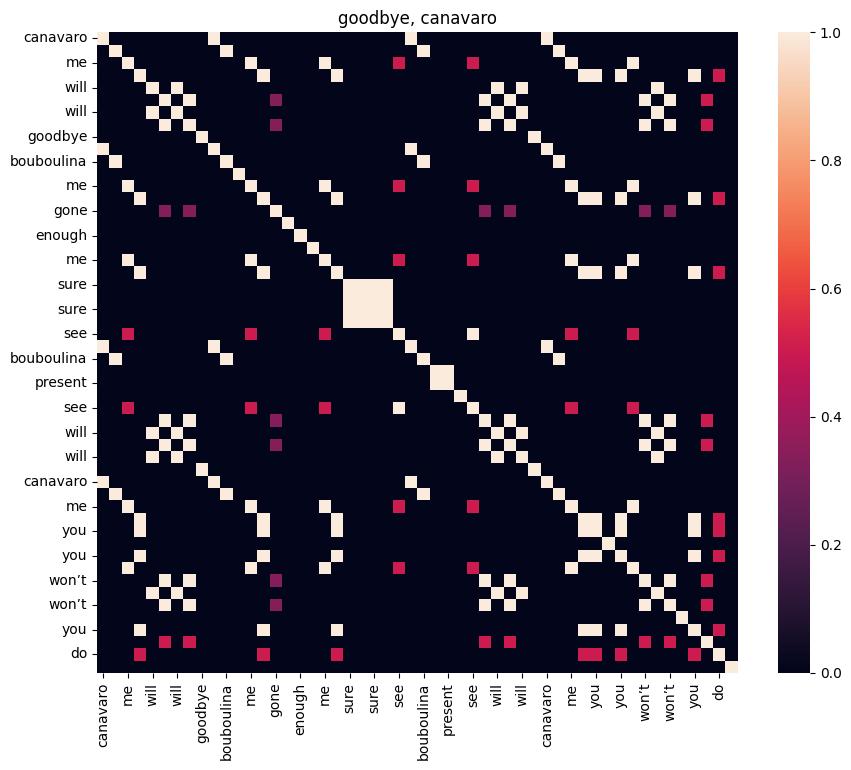 goodbye, canavaro
canavaro
me
will
will
goodbye
bouboulina
me
gone
enough
me
sure
sure
see
bouboulina
present
see
will
will
canavaro
me
you
you
won't
won't
you
do
1.0
0.8
0.6
0.4
0.2
0.0
canavaro
me
will
will
goodbye
bouboulina
me
gone
enough
me
sure
sure
see
bouboulina
present
see
will
will
canavaro
me
you
you
won't
won't
you
do